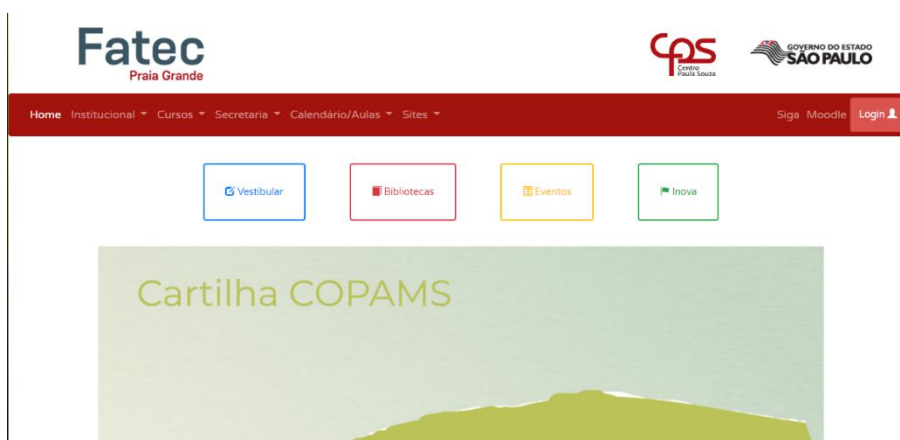 Fatec
Praia Grande
CPS
Centro
Paula Souza
GOVERNO DO ESTADO
SÃO PAULO
Home Institucional Cursos Secretaria Calendário/Aulas Sites Siga Moodle Login
Vestibular Bibliotecas Eventos Inova
Cartilha COPAMS